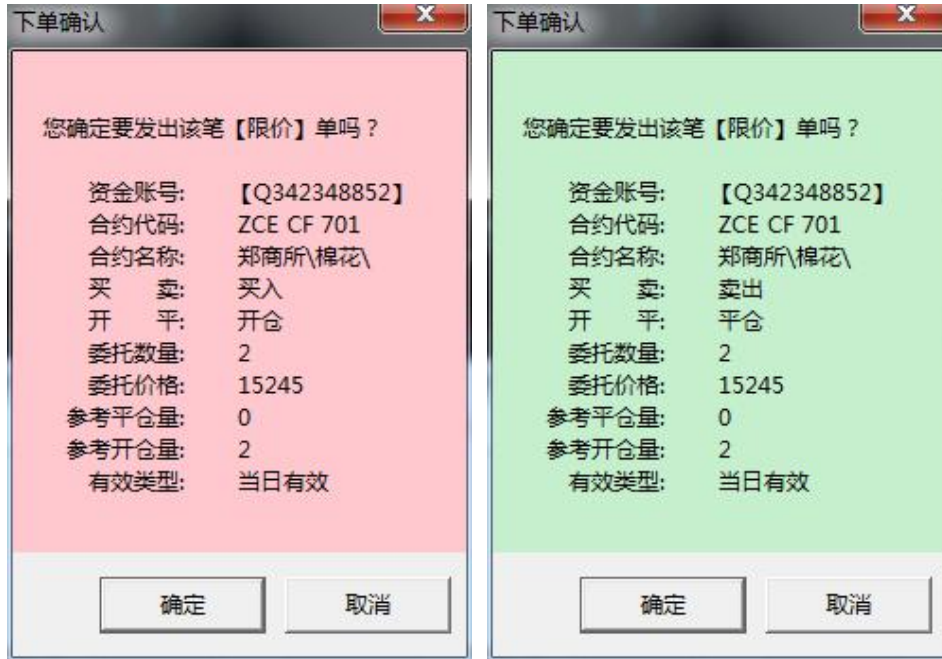 下单确认
您确定要发出该笔【限价】单吗？
资金账号: 【Q342348852】
合约代码: ZCE CF 701
合约名称: 郑商所\棉花\
买 卖: 买入
开 平: 开仓
委托数量: 2
委托价格: 15245
参考平仓量: 0
参考开仓量: 2
有效类型: 当日有效
确定 取消
下单确认
您确定要发出该笔【限价】单吗？
资金账号: 【Q342348852】
合约代码: ZCE CF 701
合约名称: 郑商所\棉花\
买 卖: 卖出
开 平: 平仓
委托数量: 2
委托价格: 15245
参考平仓量: 0
参考开仓量: 2
有效类型: 当日有效
确定 取消